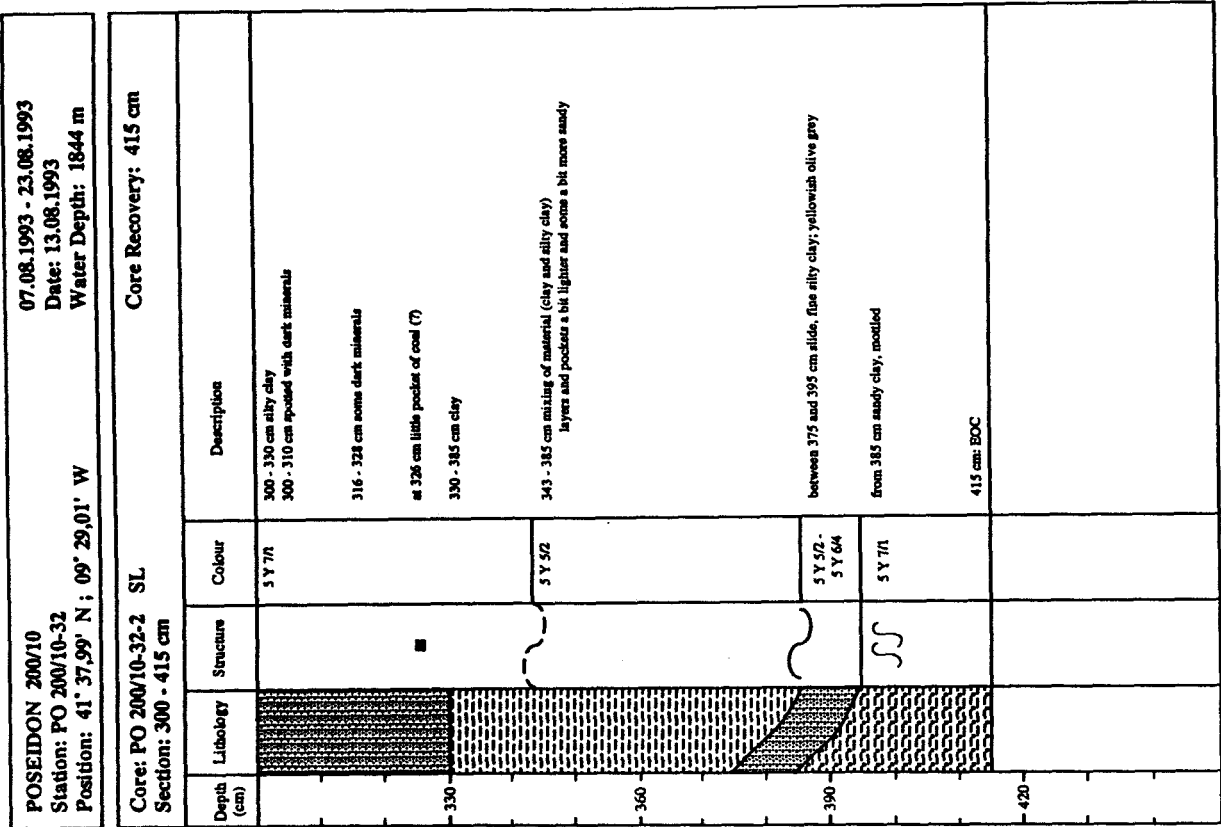 POSEIDON 200/10
07.08.1993 - 23.08.1993
Station: PO 200/10-32
Date: 13.08.1993
Position: 41° 37,99' N ; 09° 29,01' W
Water Depth: 1844 m
Core: PO 200/10-32-2 SL
Core Recovery: 415 cm
Section: 300 - 415 cm
Depth (cm)
Lithology
Structure
Colour
Description
5 Y 7/1
300 - 330 cm silty clay
300 - 310 cm spotted with dark minerals
316 - 328 cm some dark minerals
at 326 cm little pocket of coal (?)
330
330 - 385 cm clay
5 Y 5/2
343 - 385 cm mixing of material (clay and silty clay)
layers and pockets a bit lighter and some a bit more sandy
360
390
5 Y 5/2 -
5 Y 6/4
between 375 and 395 cm slide, fine silty clay; yellowish olive grey
5 Y 7/1
from 385 cm sandy clay, mottled
415 cm: EOC
420